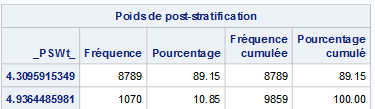 Poids de post-stratification
_PSWt_ Fréquence Pourcentage Fréquence cumulée Pourcentage cumulé
4.3095915349 8789 89.15 8789 89.15
4.9364485981 1070 10.85 9859 100.00